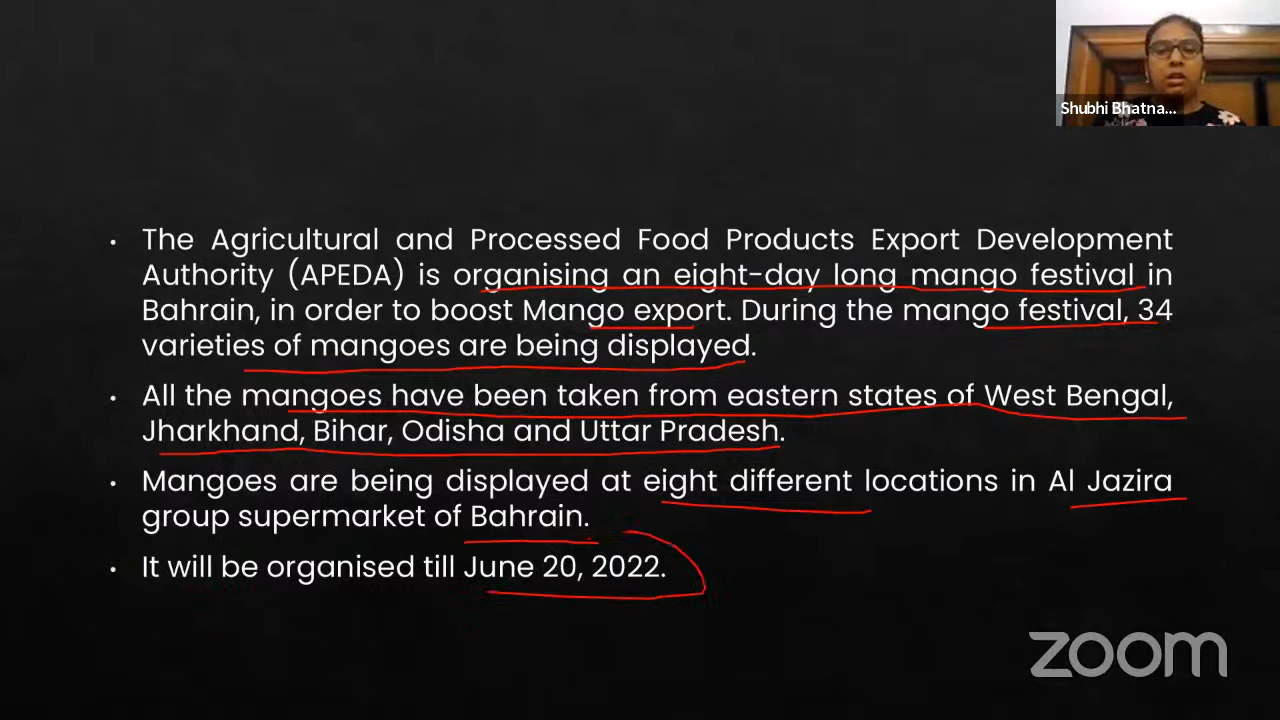 Shubhi Bhatna...
• The Agricultural and Processed Food Products Export Development
Authority (APEDA) is organising an eight-day long mango festival in
Bahrain, in order to boost Mango export. During the mango festival, 34
varieties of mangoes are being displayed.
• All the mangoes have been taken from eastern states of West Bengal,
Jharkhand, Bihar, Odisha and Uttar Pradesh.
• Mangoes are being displayed at eight different locations in Al Jazira
group supermarket of Bahrain.
• It will be organised till June 20, 2022.
zoom